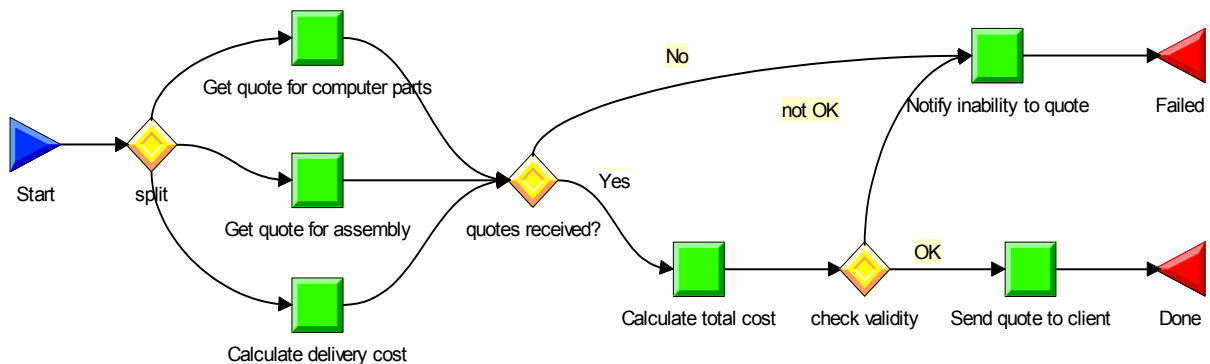 Get quote for computer parts
No
Notify inability to quote
Failed
not OK
Start
split
Get quote for assembly
quotes received?
Yes
OK
Calculate delivery cost
Calculate total cost
check validity
Send quote to client
Done